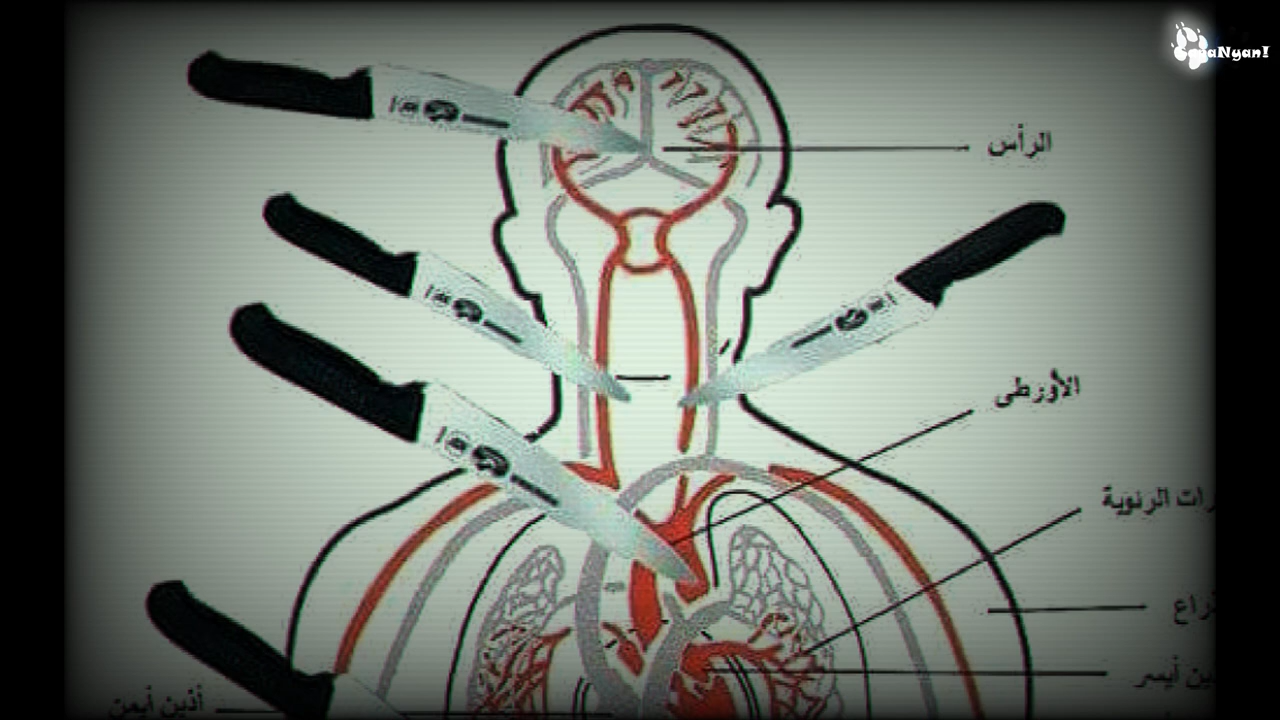 الرأس
الأورطى
الرئوية
أيسر
أذين أيمن